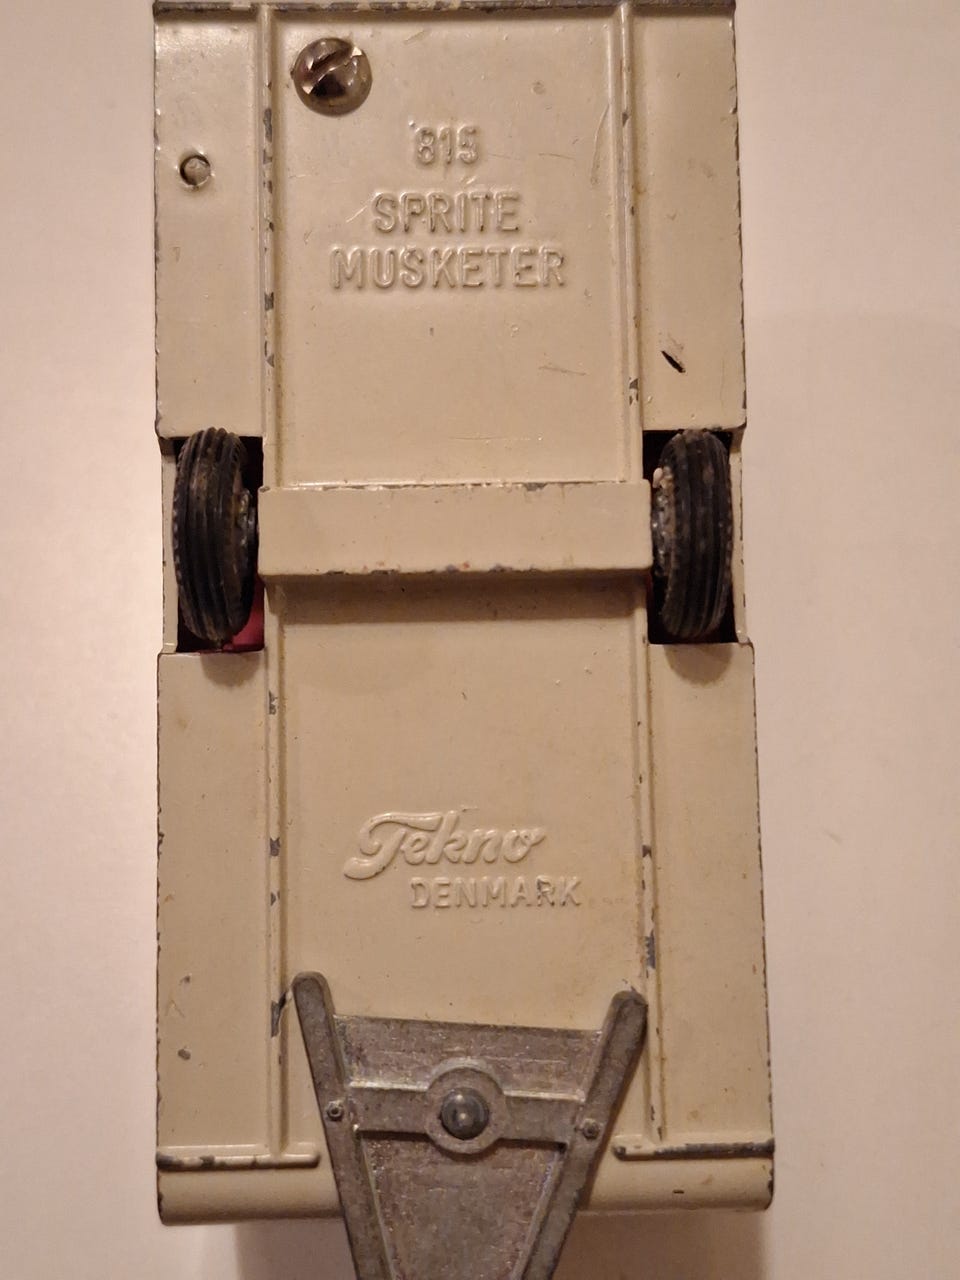 815
SPRITE
MUSKETER
Tekno
DENMARK